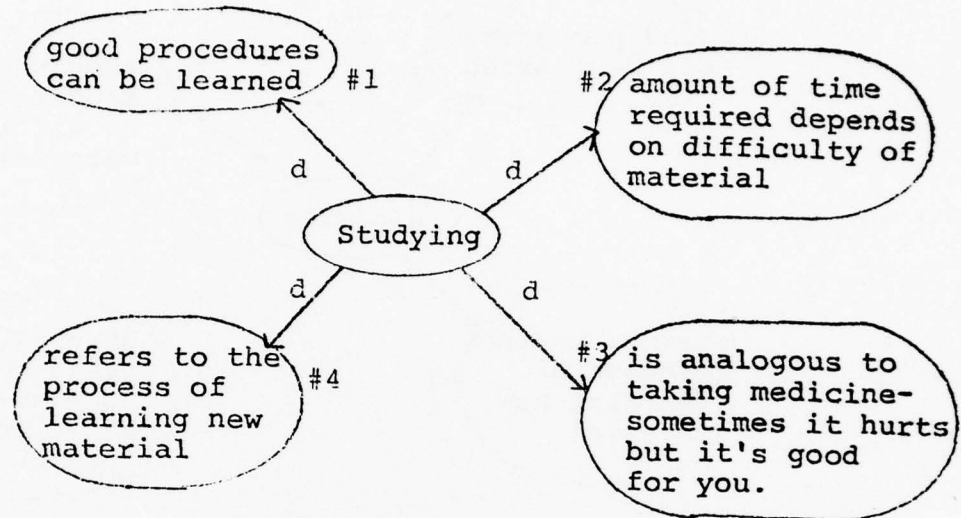 good procedures
can be learned
#1
#2
amount of time
required depends
on difficulty of
material
d
d
Studying
d
d
#3
is analogous to
taking medicine-
sometimes it hurts
but it's good
for you.
#4
refers to the
process of
learning new
material